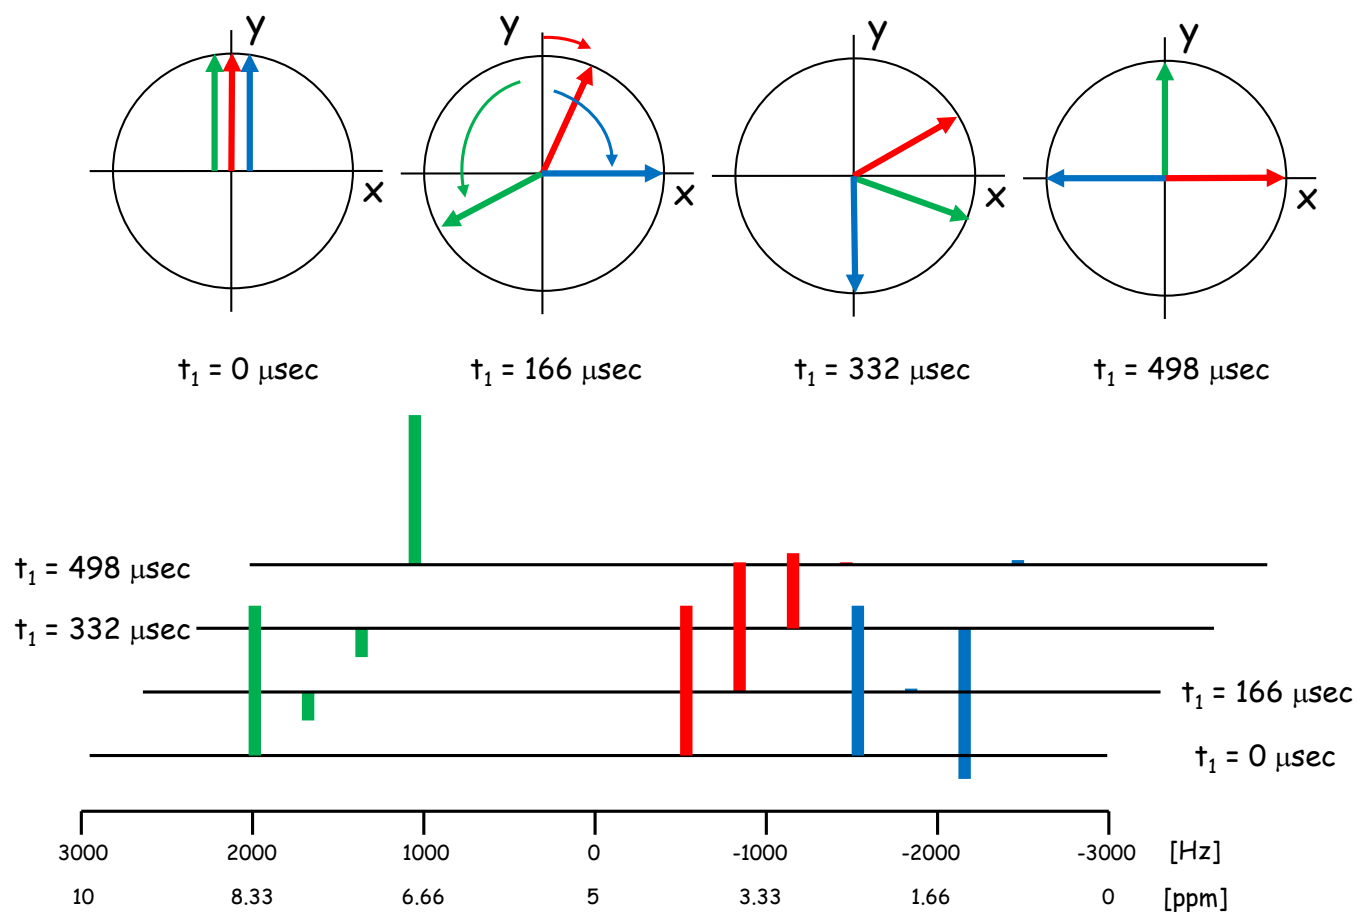 y y y y
x x x x
t₁ = 0 μsec t₁ = 166 μsec t₁ = 332 μsec t₁ = 498 μsec
t₁ = 498 μsec
t₁ = 332 μsec
t₁ = 166 μsec
t₁ = 0 μsec
3000 2000 1000 0 -1000 -2000 -3000 [Hz]
10 8.33 6.66 5 3.33 1.66 0 [ppm]